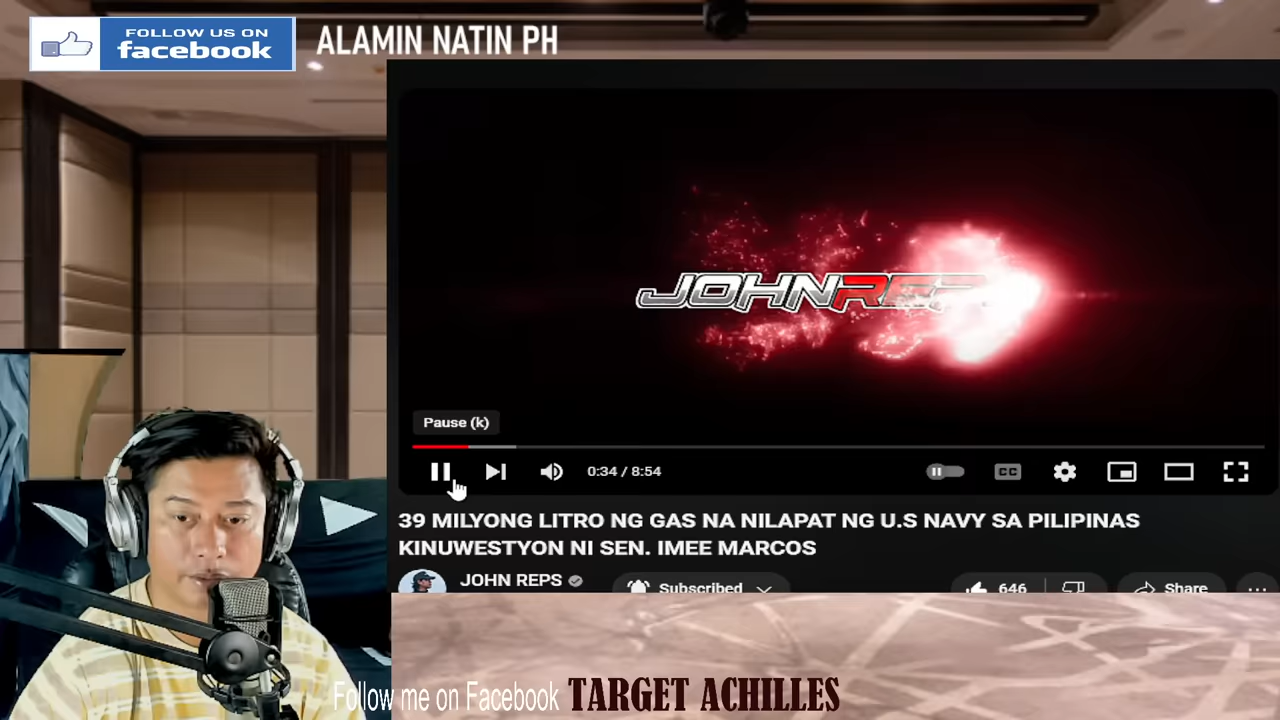 FOLLOW US ON
facebook
ALAMIN NATIN PH
JOHNREP
Pause (k)
0:34 / 8:54
CC
39 MILYONG LITRO NG GAS NA NILAPAT NG U.S NAVY SA PILIPINAS
KINUWESTYON NI SEN. IMEE MARCOS
JOHN REPS
Subscribed
646
Share
Follow me on Facebook TARGET ACHILLES